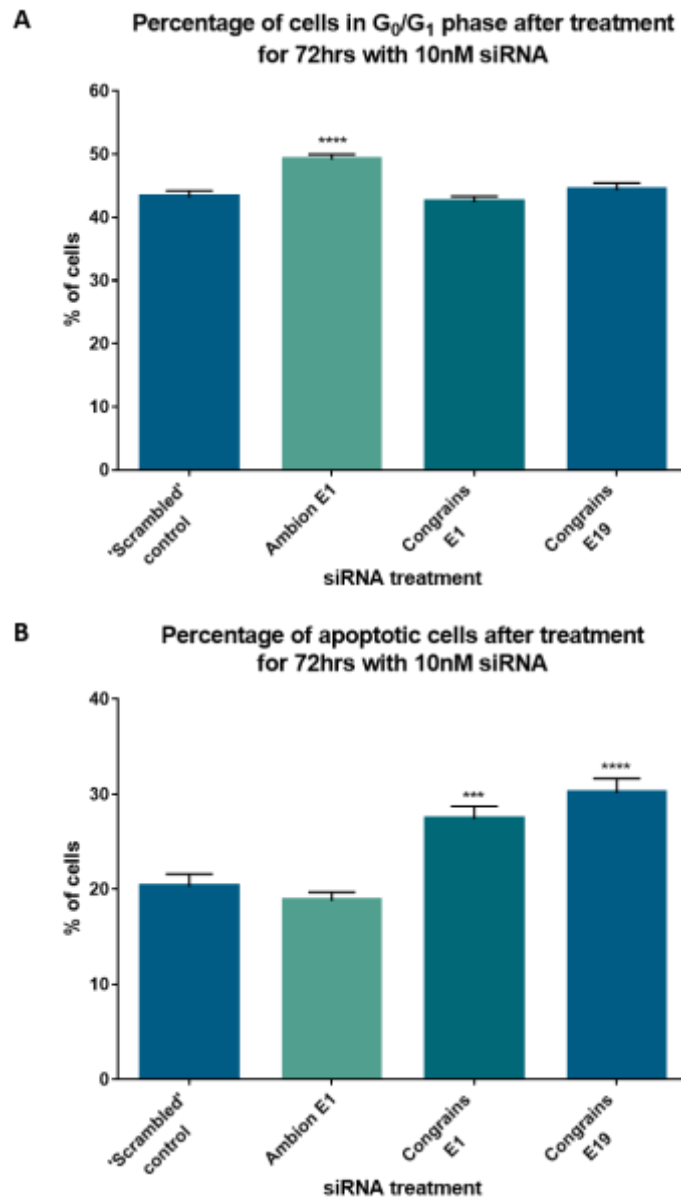 A
Percentage of cells in G₀/G₁ phase after treatment
for 72hrs with 10nM siRNA
60
50
40
30
20
10
0
% of cells
****
'Scrambled'
control
Ambion E1
Congrains
E1
Congrains
E19
siRNA treatment
B
Percentage of apoptotic cells after treatment
for 72hrs with 10nM siRNA
40
30
20
10
0
% of cells
***
****
'Scrambled'
control
Ambion E1
Congrains
E1
Congrains
E19
siRNA treatment